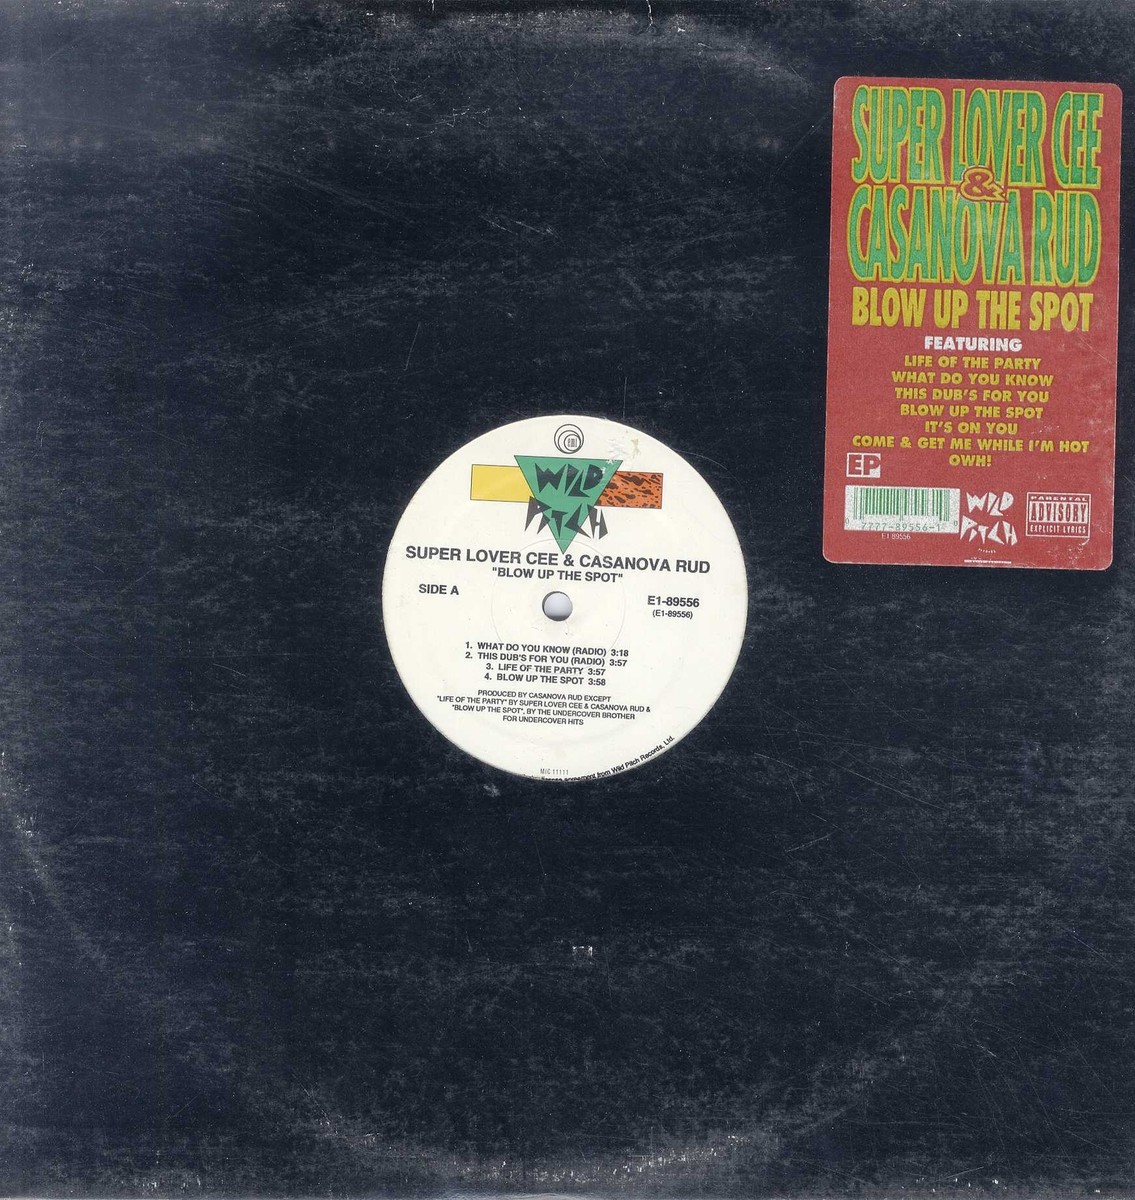 SUPER LOVER CEE
&
CASANOVA RUD
BLOW UP THE SPOT
FEATURING
LIFE OF THE PARTY
WHAT DO YOU KNOW
THIS DUB'S FOR YOU
BLOW UP THE SPOT
IT'S ON YOU
COME & GET ME WHILE I'M HOT
OWH!
EP
0 7777-89556-1 0
E1 89556
WILD
PITCH
PARENTAL
ADVISORY
EXPLICIT LYRICS
EMI
WILD
PITCH
SUPER LOVER CEE & CASANOVA RUD
"BLOW UP THE SPOT"
SIDE A
E1-89556
(E1-89556)
1. WHAT DO YOU KNOW (RADIO) 3:18
2. THIS DUB'S FOR YOU (RADIO) 3:57
3. LIFE OF THE PARTY 3:57
4. BLOW UP THE SPOT 3:58
PRODUCED BY CASANOVA RUD EXCEPT
"LIFE OF THE PARTY" BY SUPER LOVER CEE & CASANOVA RUD &
"BLOW UP THE SPOT", BY THE UNDERCOVER BROTHER
FOR UNDERCOVER HITS
MIC 11111
license agreement from Wild Pitch Records, Ltd.